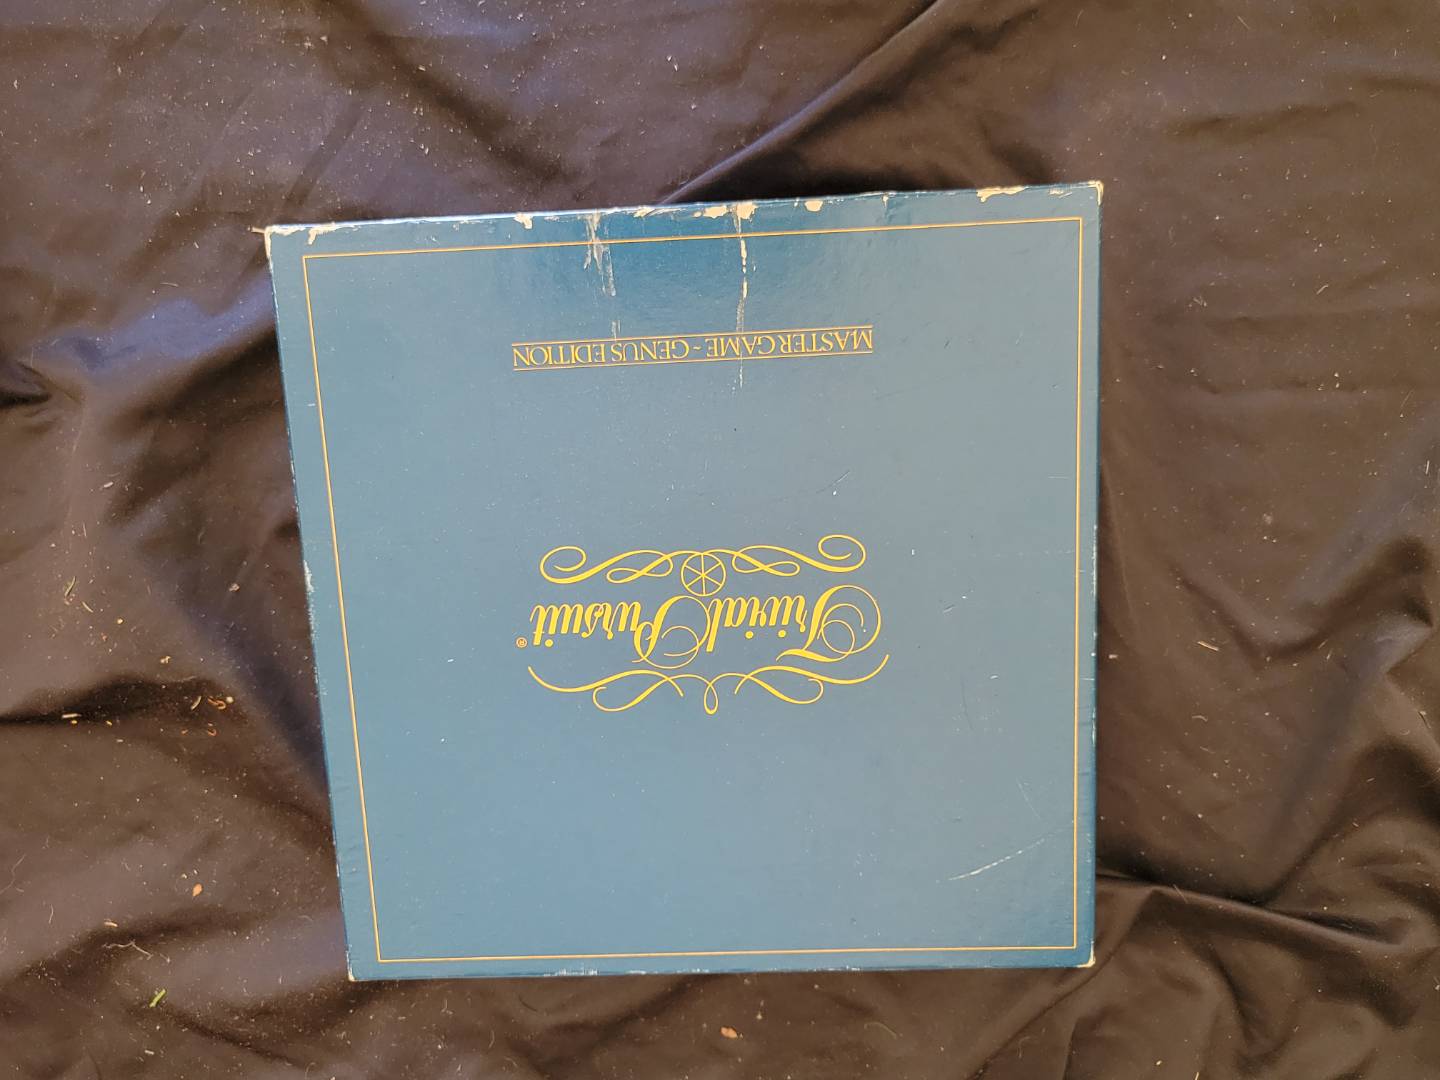 Trivial Pursuit®
MASTER GAME ~ GENUS EDITION